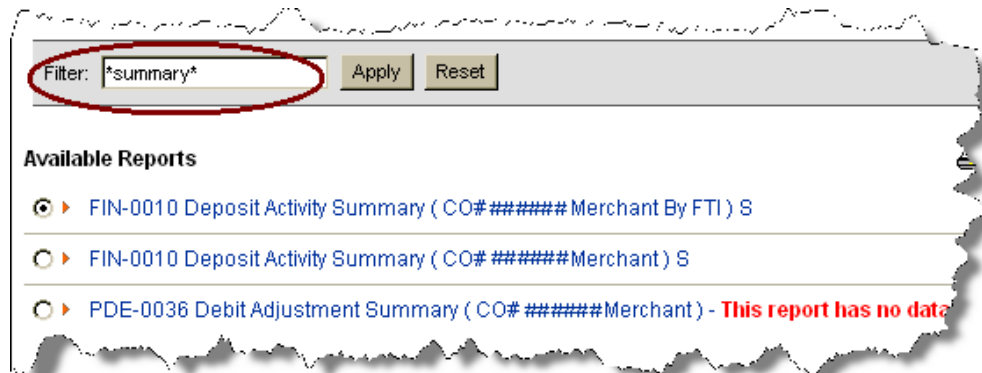 Filter: *summary* Apply Reset
Available Reports
FIN-0010 Deposit Activity Summary ( CO# ###### Merchant By FTI ) S
FIN-0010 Deposit Activity Summary ( CO# ###### Merchant ) S
PDE-0036 Debit Adjustment Summary ( CO# ###### Merchant ) - This report has no data